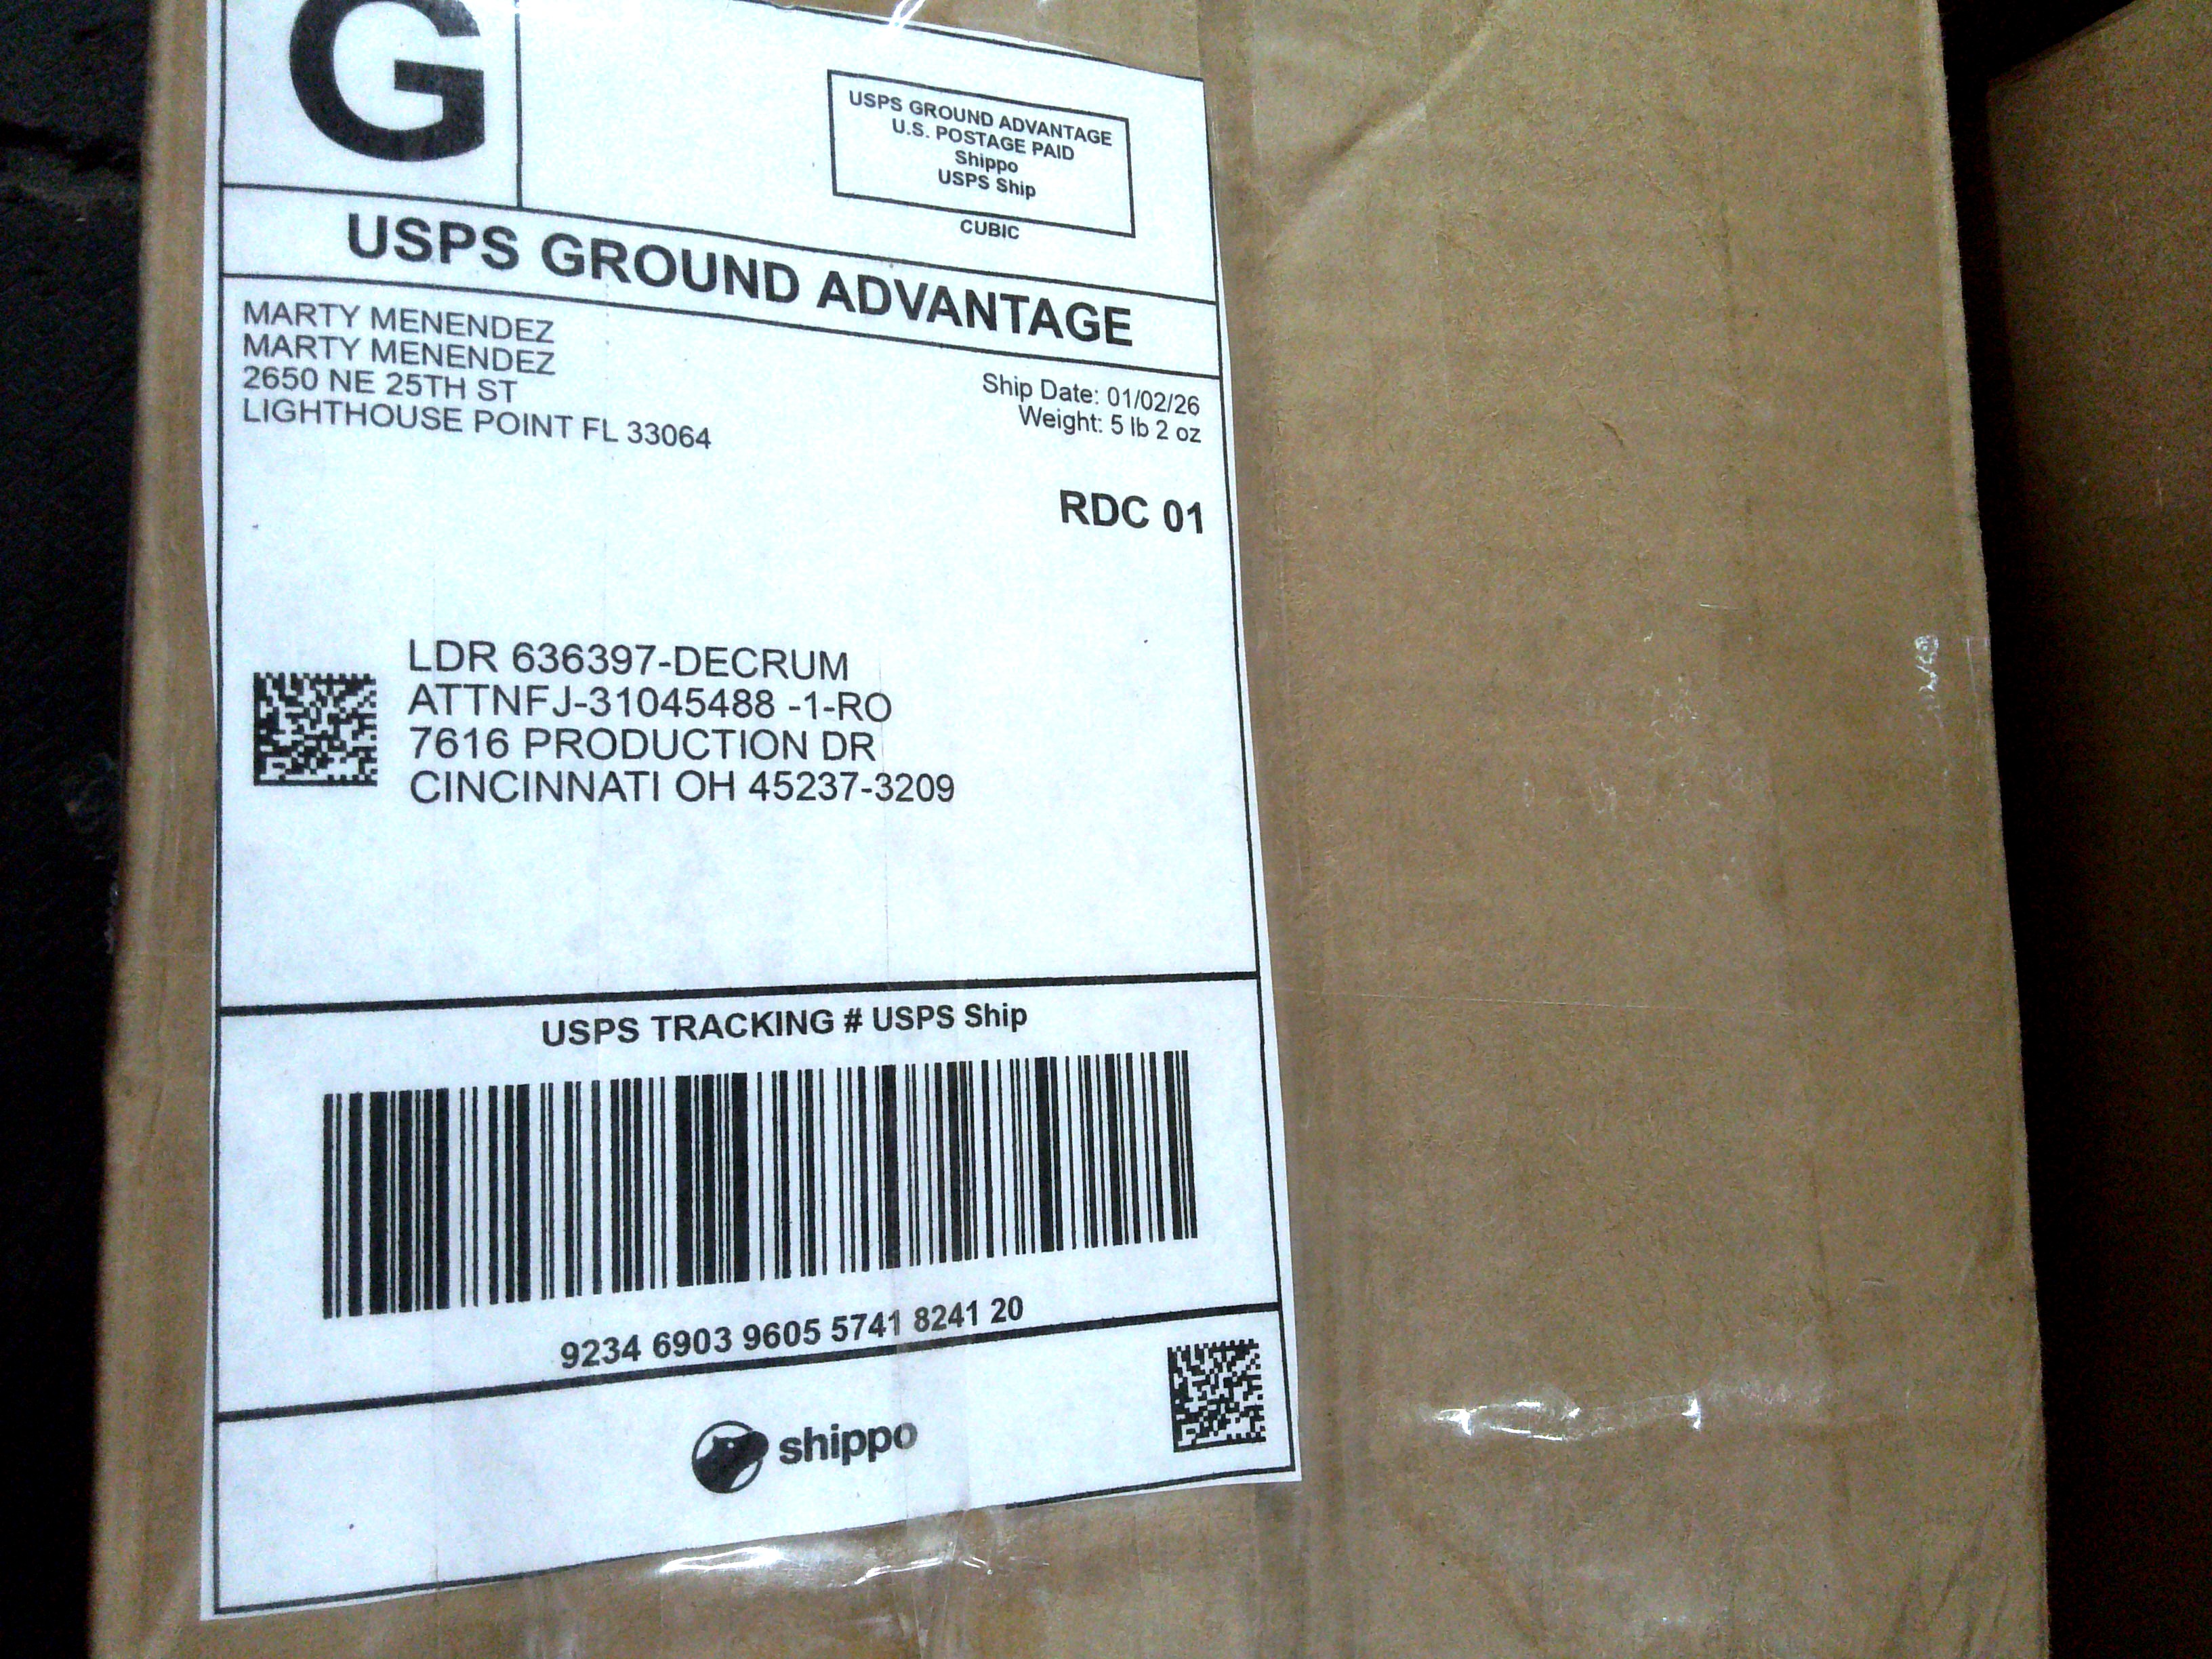 G
USPS GROUND ADVANTAGE
U.S. POSTAGE PAID
Shippo
USPS Ship
CUBIC
USPS GROUND ADVANTAGE
MARTY MENENDEZ
MARTY MENENDEZ
2650 NE 25TH ST
LIGHTHOUSE POINT FL 33064
Ship Date: 01/02/26
Weight: 5 lb 2 oz
RDC 01
LDR 636397-DECRUM
ATTNFJ-31045488 -1-RO
7616 PRODUCTION DR
CINCINNATI OH 45237-3209
USPS TRACKING # USPS Ship
9234 6903 9605 5741 8241 20
shippo